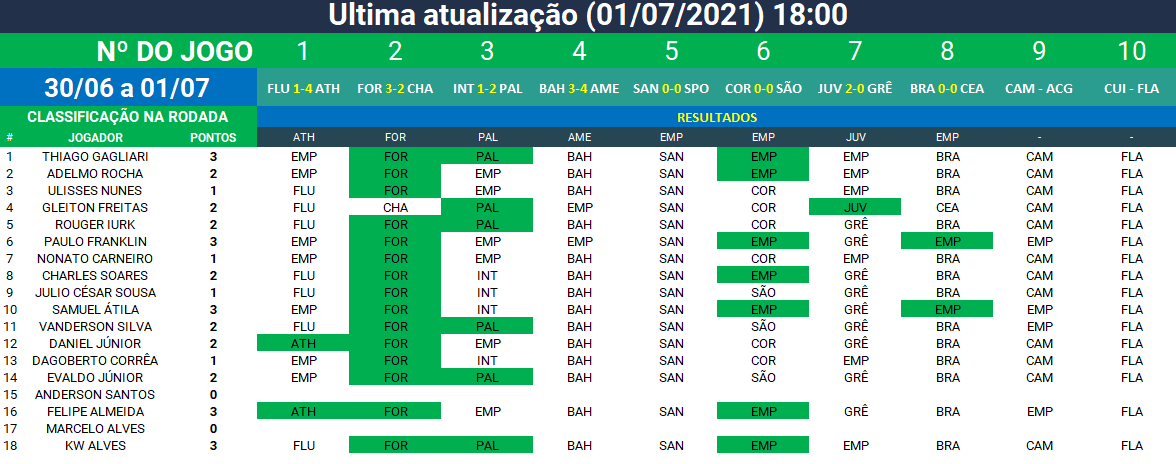 Ultima atualização (01/07/2021) 18:00
Nº DO JOGO 1 2 3 4 5 6 7 8 9 10
30/06 a 01/07 FLU 1-4 ATH FOR 3-2 CHA INT 1-2 PAL BAH 3-4 AME SAN 0-0 SPO COR 0-0 SÃO JUV 2-0 GRÊ BRA 0-0 CEA CAM - ACG CUI - FLA
CLASSIFICAÇÃO NA RODADA RESULTADOS
# JOGADOR PONTOS ATH FOR PAL AME EMP EMP JUV EMP - -
1 THIAGO GAGLIARI 3 EMP FOR PAL BAH SAN EMP EMP BRA CAM FLA
2 ADELMO ROCHA 2 EMP FOR EMP BAH SAN EMP EMP BRA CAM FLA
3 ULISSES NUNES 1 FLU FOR EMP BAH SAN COR EMP BRA CAM FLA
4 GLEITON FREITAS 2 FLU CHA PAL EMP SAN COR JUV CEA CAM FLA
5 ROUGER IURK 2 FLU FOR PAL BAH SAN COR GRÊ BRA CAM FLA
6 PAULO FRANKLIN 3 EMP FOR EMP EMP SAN EMP GRÊ EMP EMP FLA
7 NONATO CARNEIRO 1 EMP FOR EMP BAH SAN COR EMP BRA CAM FLA
8 CHARLES SOARES 2 FLU FOR INT BAH SAN EMP GRÊ BRA CAM FLA
9 JULIO CÉSAR SOUSA 1 FLU FOR INT BAH SAN SÃO GRÊ BRA CAM FLA
10 SAMUEL ÁTILA 3 EMP FOR INT BAH SAN EMP GRÊ EMP CAM FLA
11 VANDERSON SILVA 2 FLU FOR PAL BAH SAN SÃO GRÊ BRA EMP FLA
12 DANIEL JÚNIOR 2 ATH FOR EMP BAH SAN COR GRÊ BRA CAM FLA
13 DAGOBERTO CORRÊA 1 EMP FOR INT BAH SAN COR EMP BRA CAM FLA
14 EVALDO JÚNIOR 2 EMP FOR PAL BAH SAN SÃO GRÊ BRA CAM FLA
15 ANDERSON SANTOS 0
16 FELIPE ALMEIDA 3 ATH FOR EMP BAH SAN EMP GRÊ BRA EMP FLA
17 MARCELO ALVES 0
18 KW ALVES 3 FLU FOR PAL BAH SAN EMP EMP BRA CAM FLA